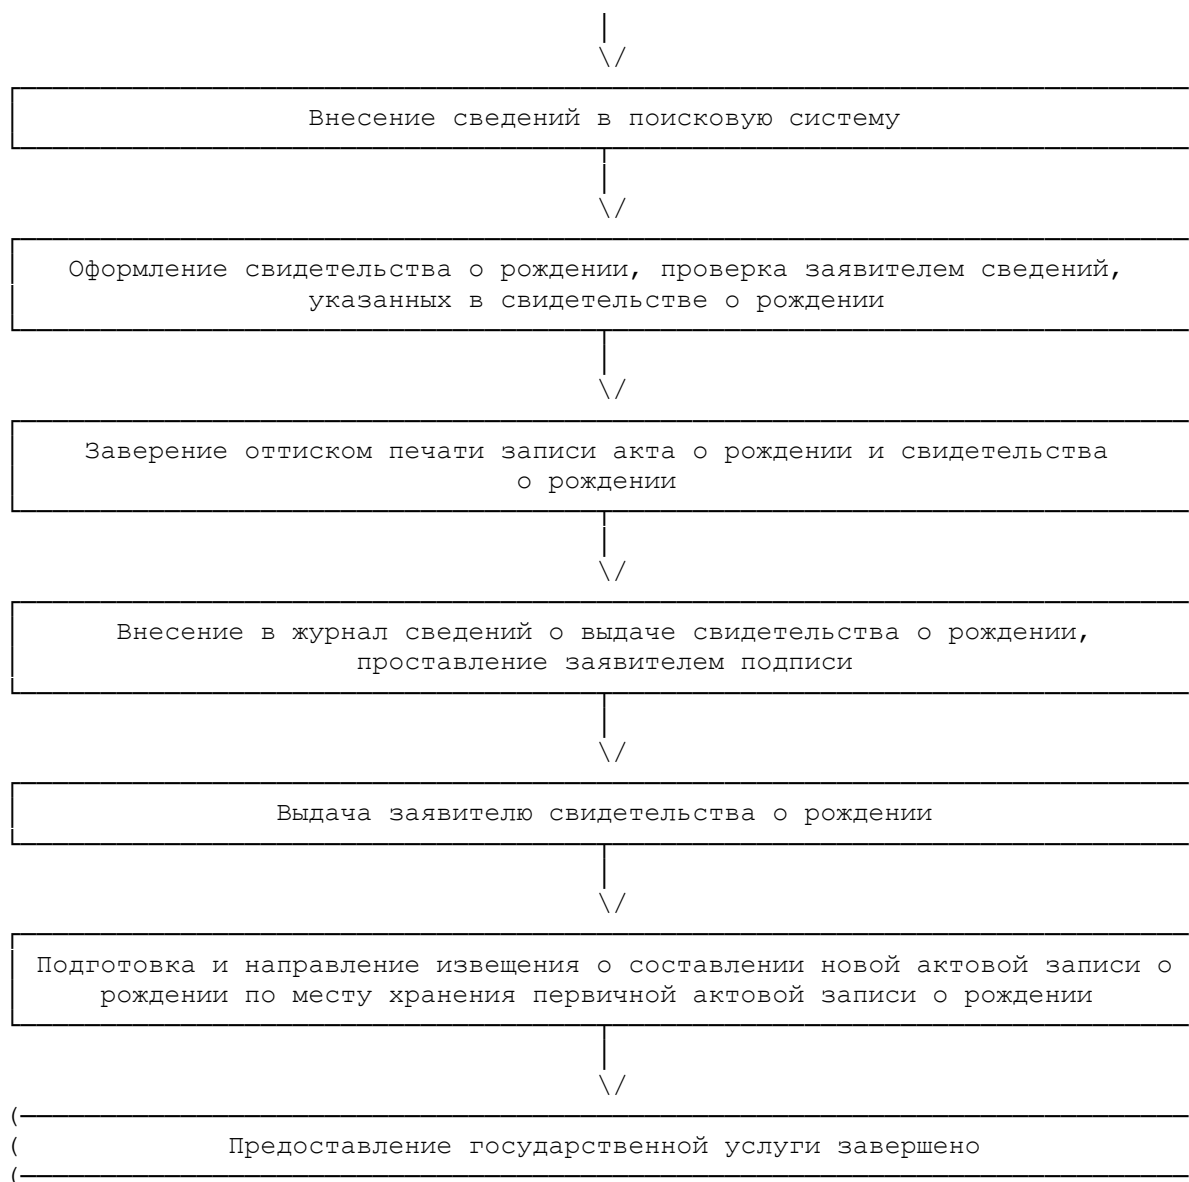 Внесение сведений в поисковую систему
Оформление свидетельства о рождении, проверка заявителем сведений,
указанных в свидетельстве о рождении
Заверение оттиском печати записи акта о рождении и свидетельства
о рождении
Внесение в журнал сведений о выдаче свидетельства о рождении,
проставление заявителем подписи
Выдача заявителю свидетельства о рождении
Подготовка и направление извещения о составлении новой актовой записи о
рождении по месту хранения первичной актовой записи о рождении
Предоставление государственной услуги завершено